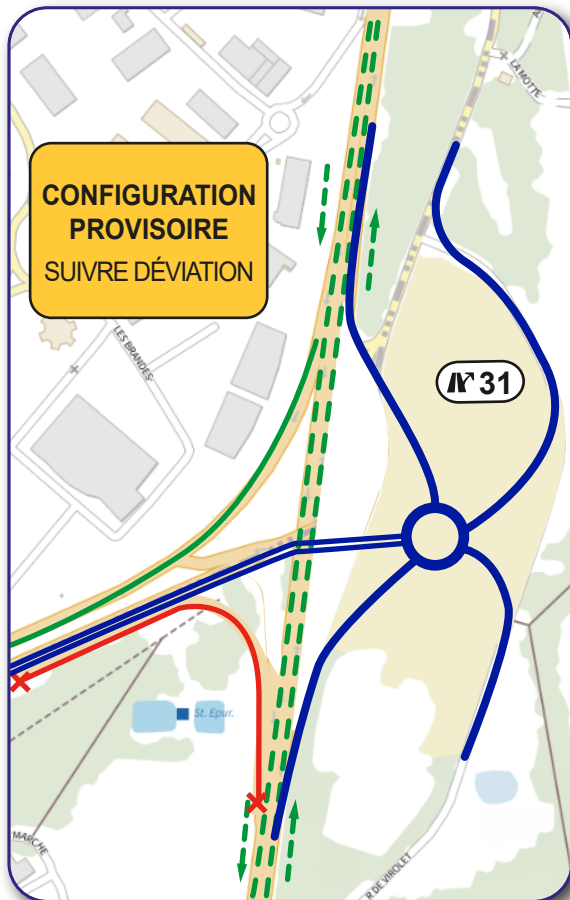 LA MOTTE
CONFIGURATION
PROVISOIRE
SUIVRE DÉVIATION
LES BRANDES
31
St. Epur.
MARCHE
R DE VIROLET